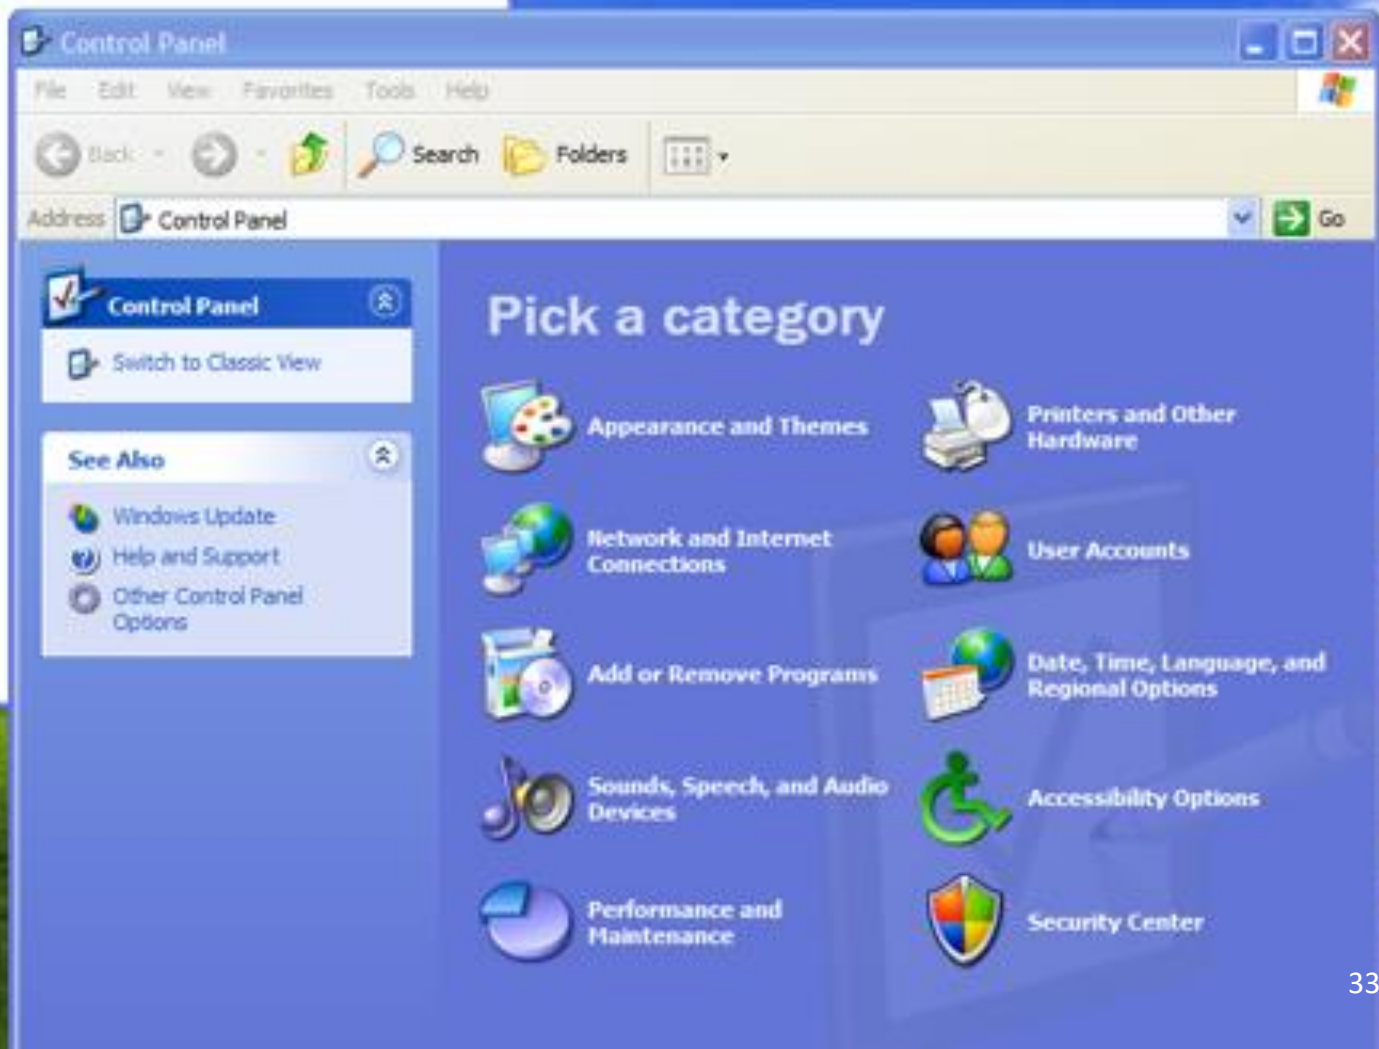 Control Panel
File Edit View Favorites Tools Help
Back Search Folders
Address Control Panel Go
Control Panel
Switch to Classic View
See Also
Windows Update
Help and Support
Other Control Panel
Options
Pick a category
Appearance and Themes
Printers and Other
Hardware
Network and Internet
Connections
User Accounts
Add or Remove Programs
Date, Time, Language, and
Regional Options
Sounds, Speech, and Audio
Devices
Accessibility Options
Performance and
Maintenance
Security Center
33